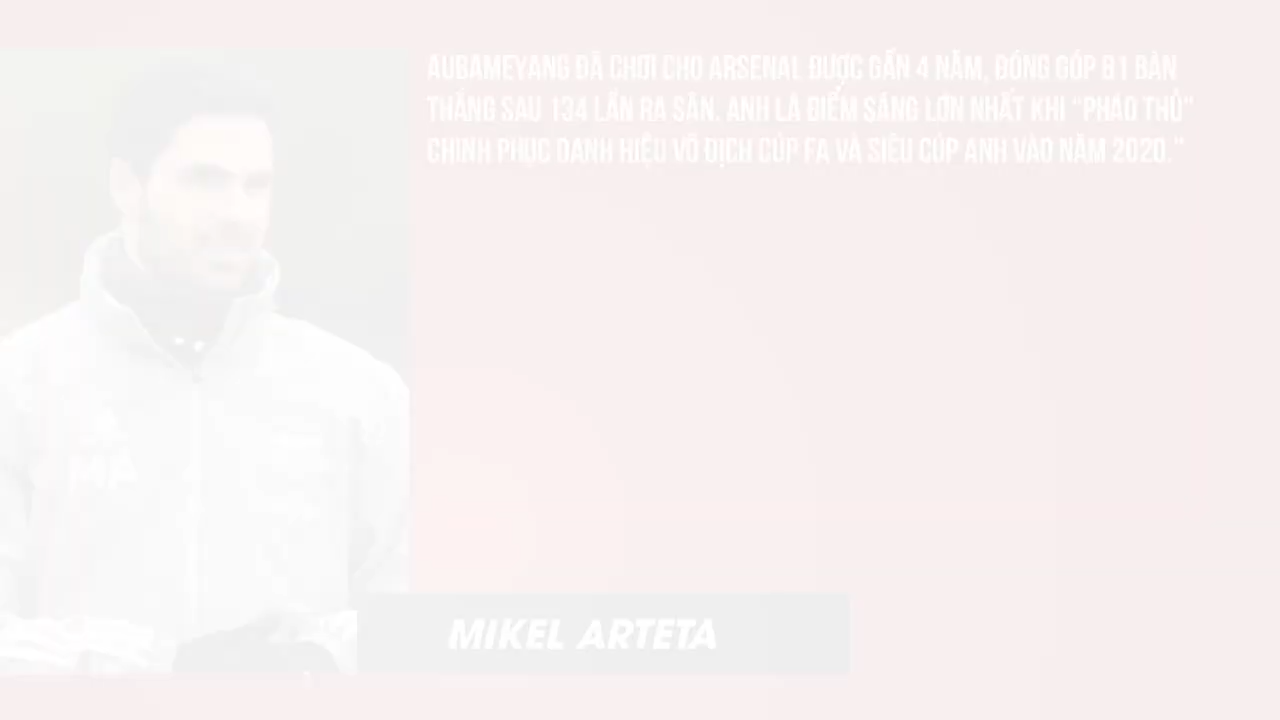 AUBAMEYANG ĐÃ CHƠI CHO ARSENAL ĐƯỢC GẦN 4 NĂM, ĐÓNG GÓP 81 BÀN
THẮNG SAU 134 LẦN RA SÂN. ANH LÀ ĐIỂM SÁNG LỚN NHẤT KHI "PHÁO THỦ"
CHINH PHỤC DANH HIỆU VÔ ĐỊCH CÚP FA VÀ SIÊU CÚP ANH VÀO NĂM 2020."
MA
MIKEL ARTETA